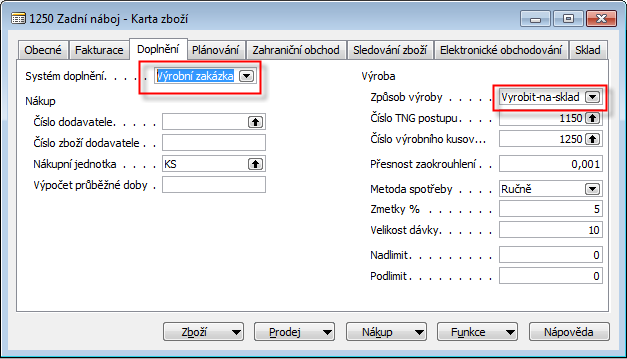 1250 Zadní náboj - Karta zboží
Obecné Fakturace Doplnění Plánování Zahraniční obchod Sledování zboží Elektronické obchodování Sklad
Systém doplnění. . . . . Výrobní zakázka
Nákup
Číslo dodavatele. . . . . .
Číslo zboží dodavatele . .
Nákupní jednotka . . . . . KS
Výpočet průběžné doby .
Výroba
Způsob výroby . . . . . Vyrobit-na-sklad
Číslo TNG postupu. . . . 1150
Číslo výrobního kusov... 1250
Přesnost zaokrouhlení . . 0,001
Metoda spotřeby . . . . Ručně
Zmetky % . . . . . . . 5
Velikost dávky. . . . . . 10
Nadlimit . . . . . . . . 0
Podlimit . . . . . . . . 0
Zboží Prodej Nákup Funkce Nápověda